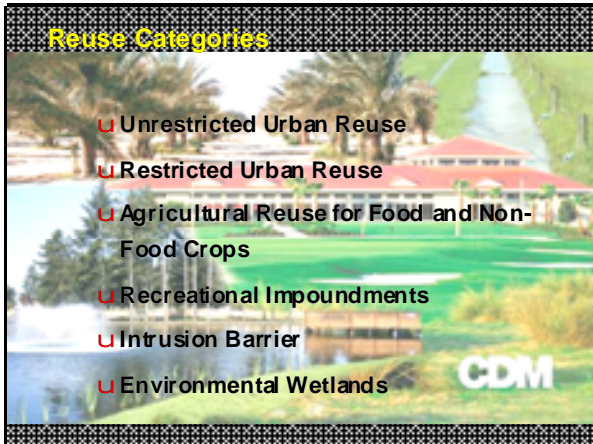 Reuse Categories
u Unrestricted Urban Reuse
u Restricted Urban Reuse
u Agricultural Reuse for Food and Non-
Food Crops
u Recreational Impoundments
u Intrusion Barrier
u Environmental Wetlands
CDM